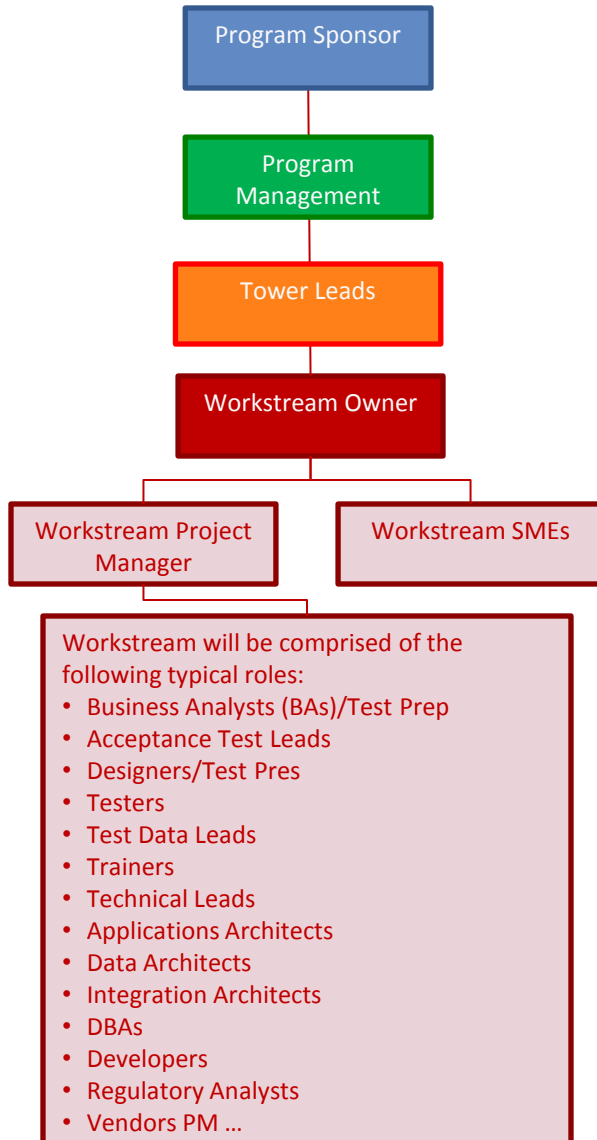 Program Sponsor
Program
Management
Tower Leads
Workstream Owner
Workstream Project
Manager
Workstream SMEs
Workstream will be comprised of the
following typical roles:
• Business Analysts (BAs)/Test Prep
• Acceptance Test Leads
• Designers/Test Pres
• Testers
• Test Data Leads
• Trainers
• Technical Leads
• Applications Architects
• Data Architects
• Integration Architects
• DBAs
• Developers
• Regulatory Analysts
• Vendors PM ...